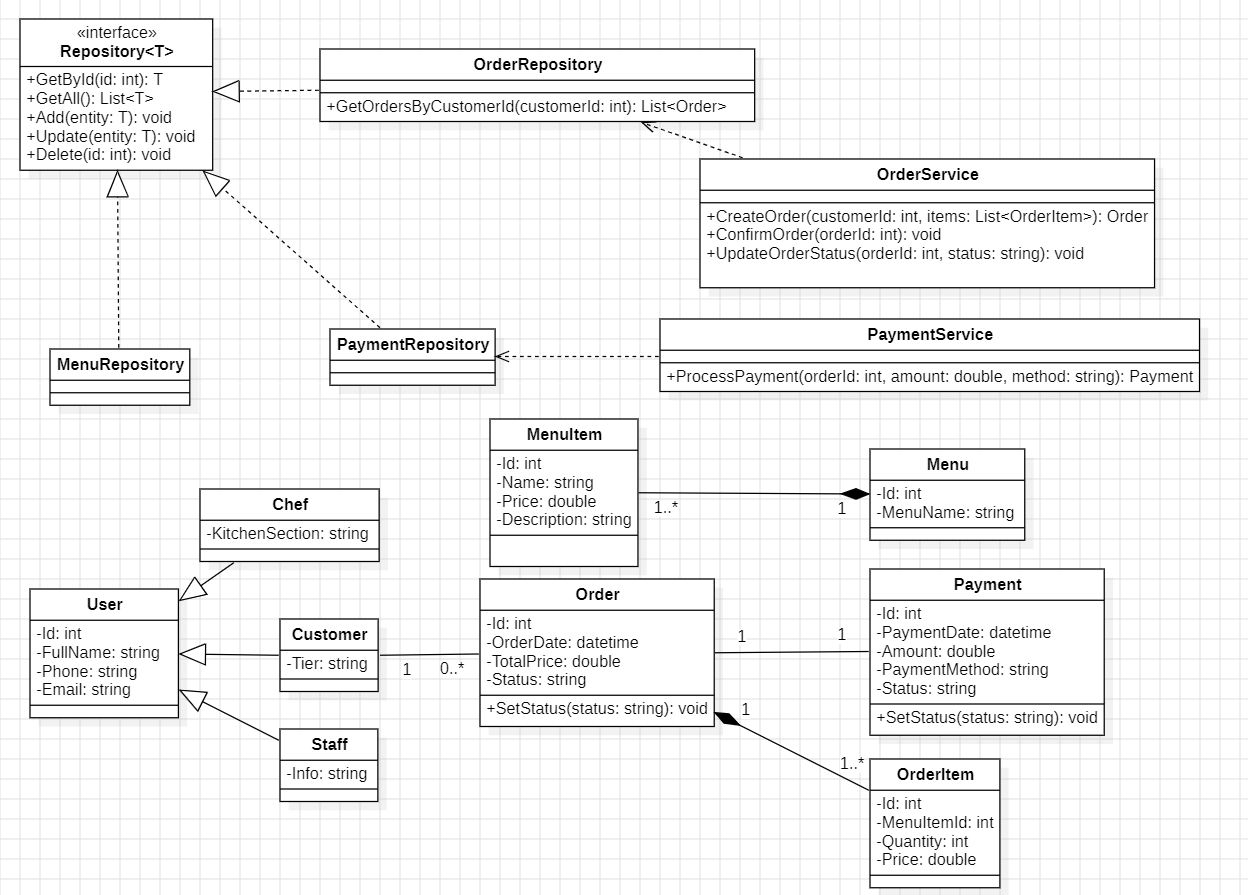 «interface»
Repository<T>
+GetById(id: int): T
+GetAll(): List<T>
+Add(entity: T): void
+Update(entity: T): void
+Delete(id: int): void
OrderRepository
+GetOrdersByCustomerId(customerId: int): List<Order>
OrderService
+CreateOrder(customerId: int, items: List<OrderItem>): Order
+ConfirmOrder(orderId: int): void
+UpdateOrderStatus(orderId: int, status: string): void
MenuRepository
PaymentRepository
PaymentService
+ProcessPayment(orderId: int, amount: double, method: string): Payment
MenuItem
-Id: int
-Name: string
-Price: double
-Description: string
1..*
1
Menu
-Id: int
-MenuName: string
Chef
-KitchenSection: string
User
-Id: int
-FullName: string
-Phone: string
-Email: string
Customer
-Tier: string
1
0..*
Staff
-Info: string
Order
-Id: int
-OrderDate: datetime
-TotalPrice: double
-Status: string
+SetStatus(status: string): void
1
1
Payment
-Id: int
-PaymentDate: datetime
-Amount: double
-PaymentMethod: string
-Status: string
+SetStatus(status: string): void
1
1..*
OrderItem
-Id: int
-MenuItemId: int
-Quantity: int
-Price: double